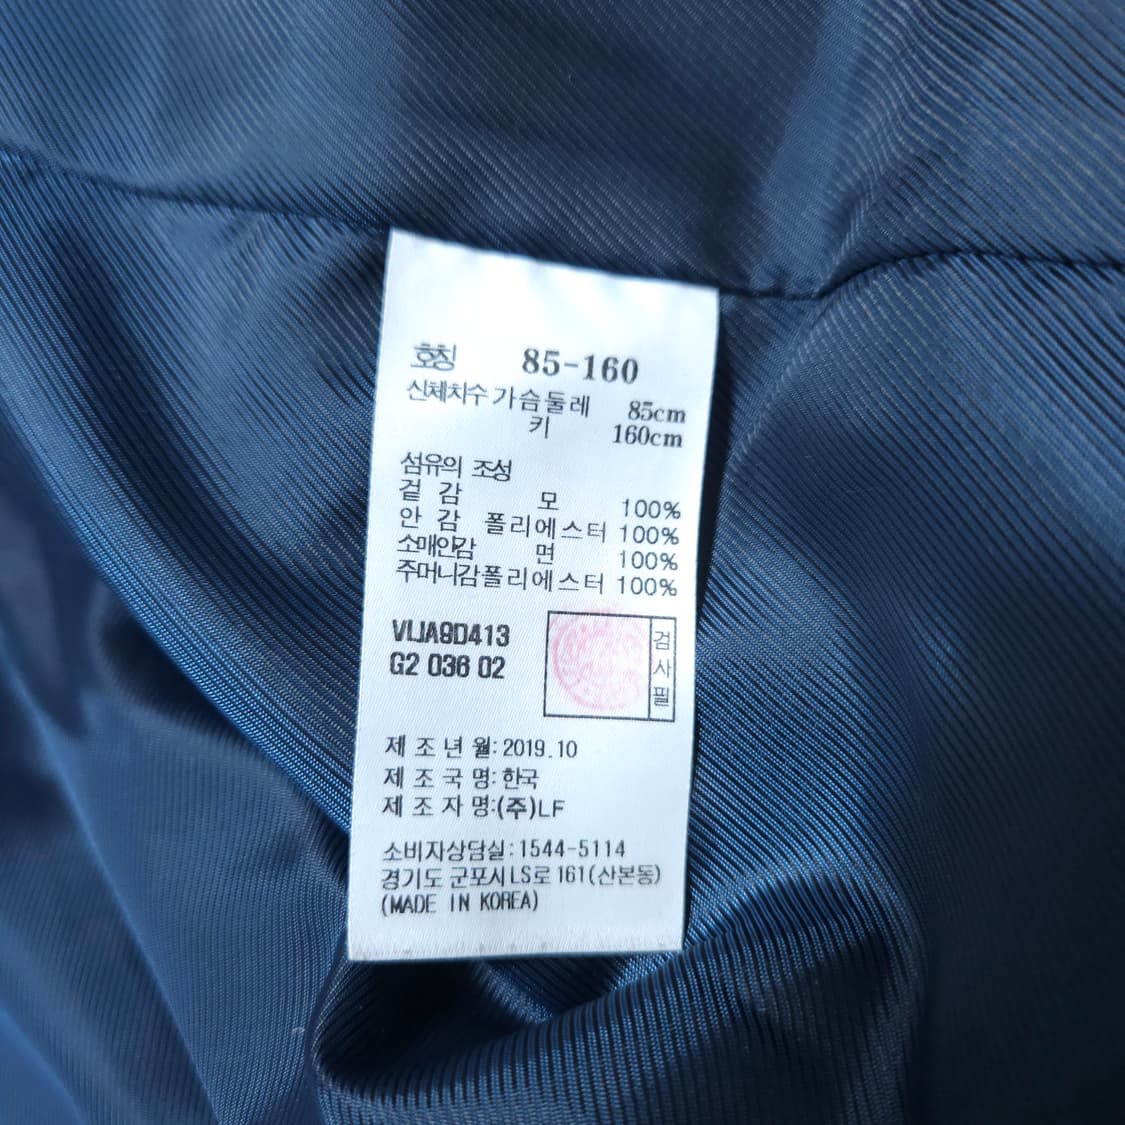 호칭 85-160
신체치수 가슴둘레 85cm
키 160cm
섬유의 조성
겉감 모 100%
안감 폴리에스터 100%
소매안감 면 100%
주머니감 폴리에스터 100%
VLJA9D413
G2 036 02
검사필
제조년월: 2019.10
제조국명: 한국
제조자명:(주)LF
소비자상담실: 1544-5114
경기도 군포시 LS로 161(산본동)
(MADE IN KOREA)